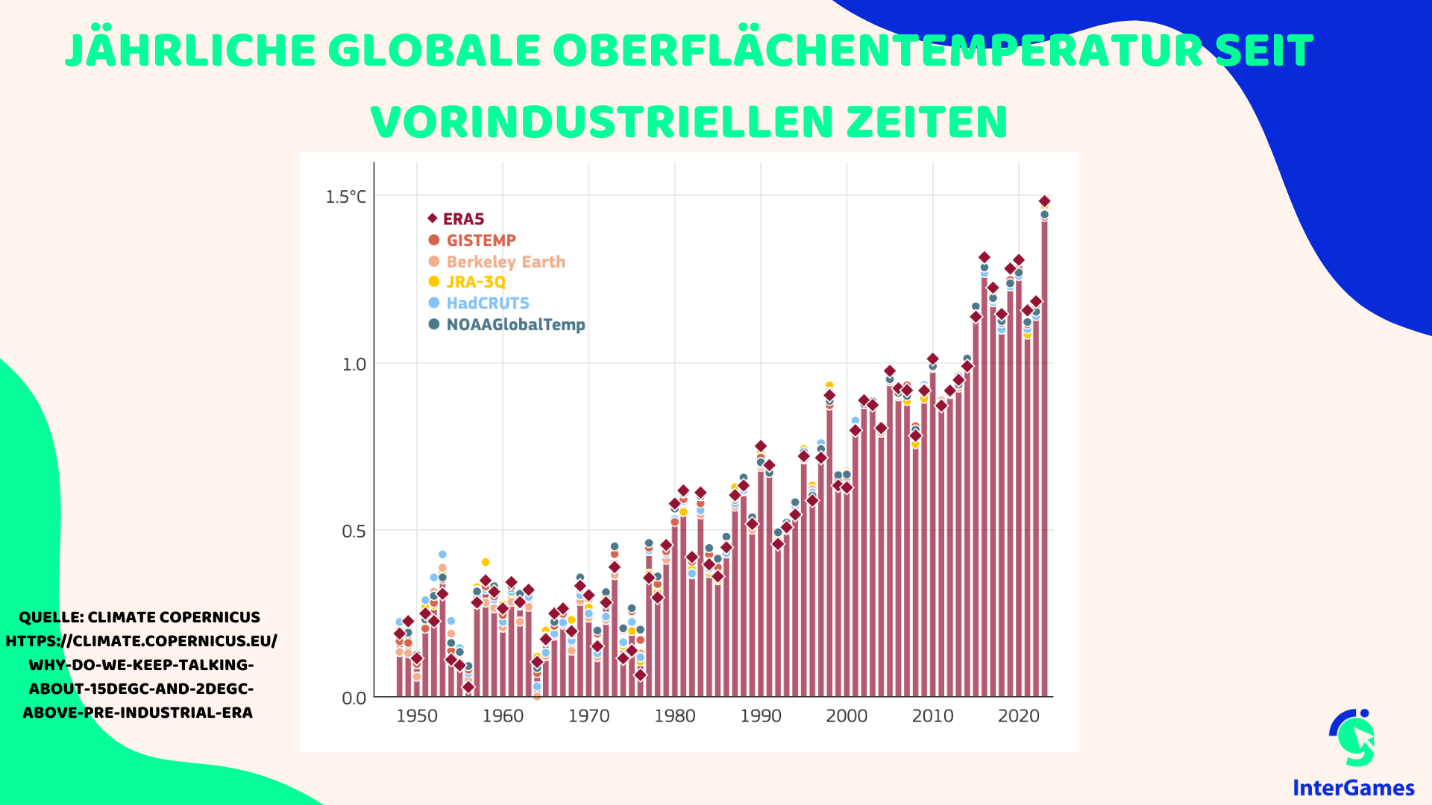 JÄHRLICHE GLOBALE OBERFLÄCHENTEMPERATUR SEIT
VORINDUSTRIELLEN ZEITEN
1.5°C
ERA5
GISTEMP
Berkeley Earth
JRA-3Q
HadCRUT5
NOAAGlobalTemp
1.0
0.5
0.0
1950 1960 1970 1980 1990 2000 2010 2020
QUELLE: CLIMATE COPERNICUS
HTTPS://CLIMATE.COPERNICUS.EU/
WHY-DO-WE-KEEP-TALKING-
ABOUT-15DEGC-AND-2DEGC-
ABOVE-PRE-INDUSTRIAL-ERA
InterGames